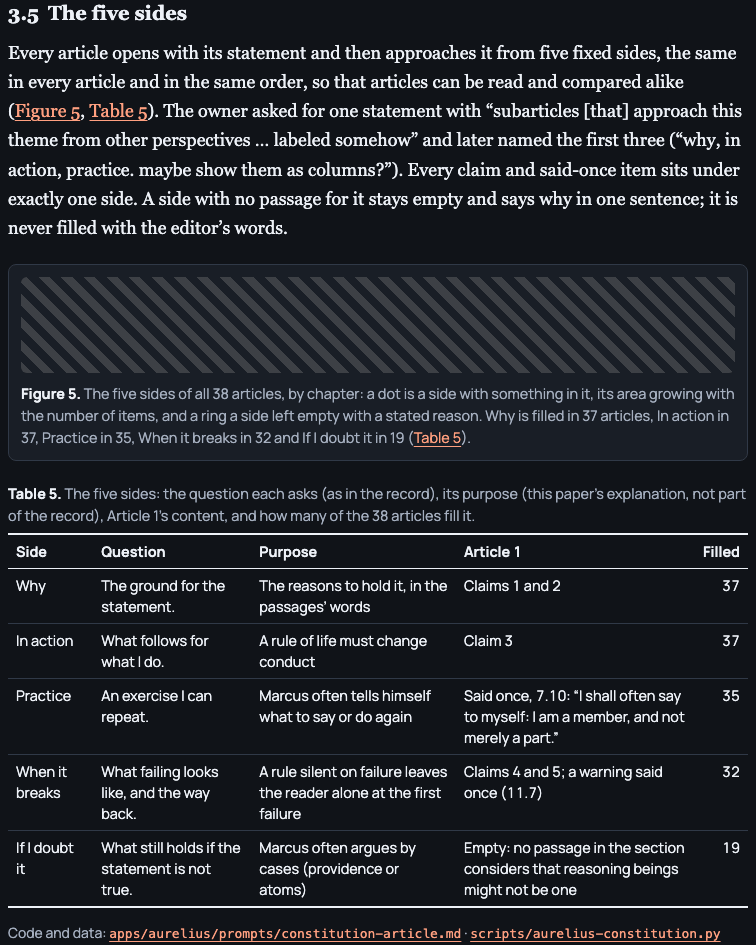 3.5 The five sides
Every article opens with its statement and then approaches it from five fixed sides, the same
in every article and in the same order, so that articles can be read and compared alike
(Figure 5, Table 5). The owner asked for one statement with “subarticles [that] approach this
theme from other perspectives … labeled somehow” and later named the first three (“why, in
action, practice. maybe show them as columns?”). Every claim and said-once item sits under
exactly one side. A side with no passage for it stays empty and says why in one sentence; it is
never filled with the editor’s words.
Figure 5. The five sides of all 38 articles, by chapter: a dot is a side with something in it, its area growing with
the number of items, and a ring a side left empty with a stated reason. Why is filled in 37 articles, In action in
37, Practice in 35, When it breaks in 32 and If I doubt it in 19 (Table 5).
Table 5. The five sides: the question each asks (as in the record), its purpose (this paper’s explanation, not part
of the record), Article 1’s content, and how many of the 38 articles fill it.
Side Question Purpose Article 1 Filled
Why The ground for the The reasons to hold it, in the Claims 1 and 2 37
statement. passages’ words
In action What follows for A rule of life must change Claim 3 37
what I do. conduct
Practice An exercise I can Marcus often tells himself Said once, 7.10: “I shall often say 35
repeat. what to say or do again to myself: I am a member, and not
merely a part.”
When it What failing looks A rule silent on failure leaves Claims 4 and 5; a warning said 32
breaks like, and the way the reader alone at the first once (11.7)
back. failure
If I doubt What still holds if the Marcus often argues by Empty: no passage in the section 19
it statement is not cases (providence or considers that reasoning beings
true. atoms) might not be one
Code and data: apps/aurelius/prompts/constitution-article.md · scripts/aurelius-constitution.py